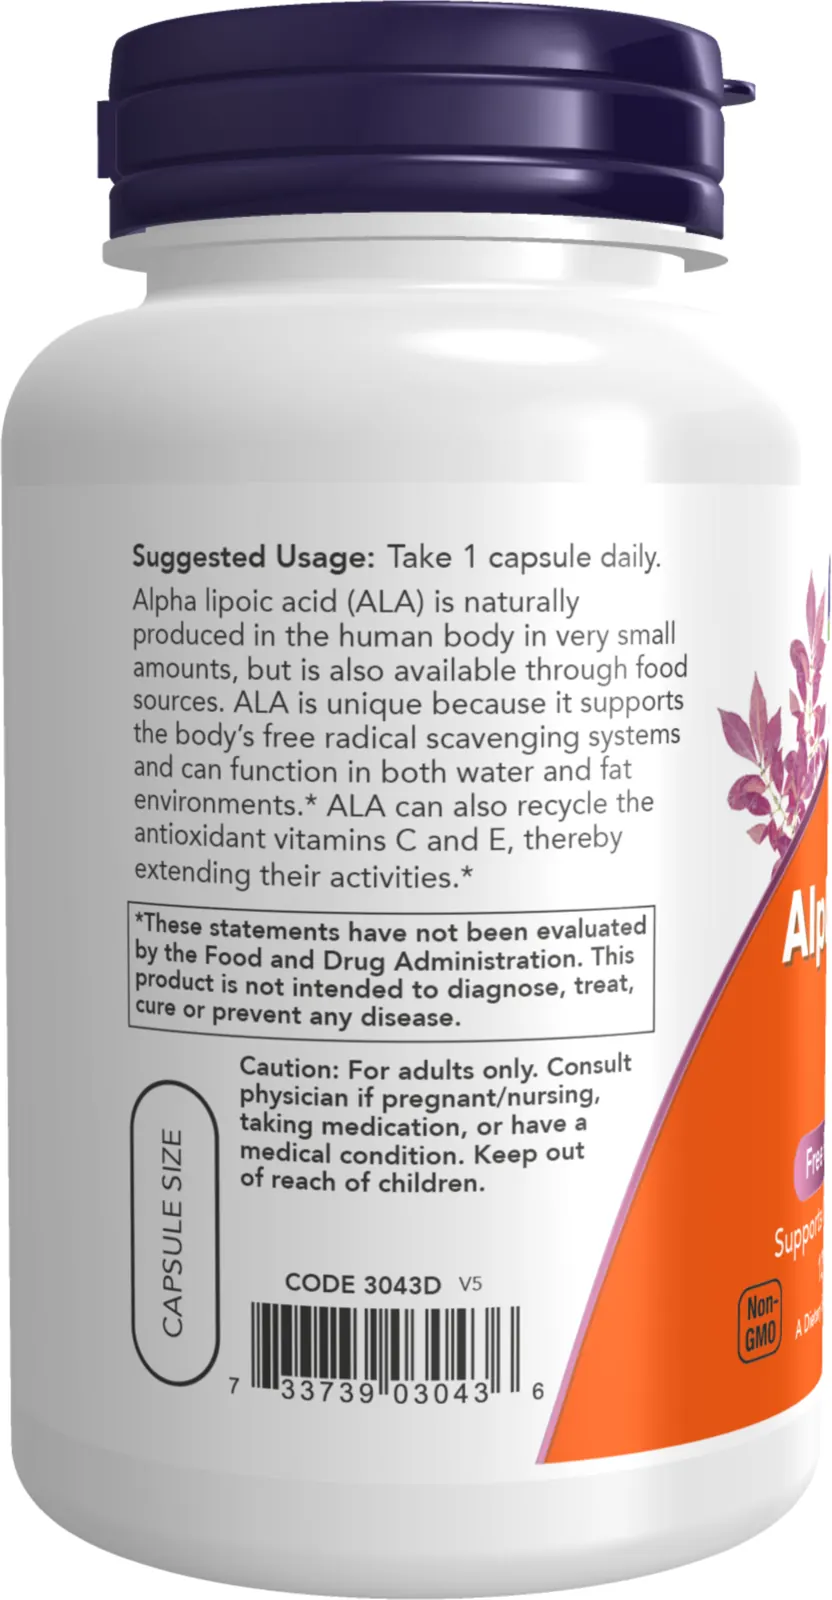 Suggested Usage: Take 1 capsule daily.
Alpha lipoic acid (ALA) is naturally
produced in the human body in very small
amounts, but is also available through food
sources. ALA is unique because it supports
the body's free radical scavenging systems
and can function in both water and fat
environments.* ALA can also recycle the
antioxidant vitamins C and E, thereby
extending their activities.*
*These statements have not been evaluated
by the Food and Drug Administration. This
product is not intended to diagnose, treat,
cure or prevent any disease.
Caution: For adults only. Consult
physician if pregnant/nursing,
taking medication, or have a
medical condition. Keep out
of reach of children.
CAPSULE SIZE
CODE 3043D V5
7 33739 03043 6
Alp
Free
Supports
Non-
GMO
A Diet